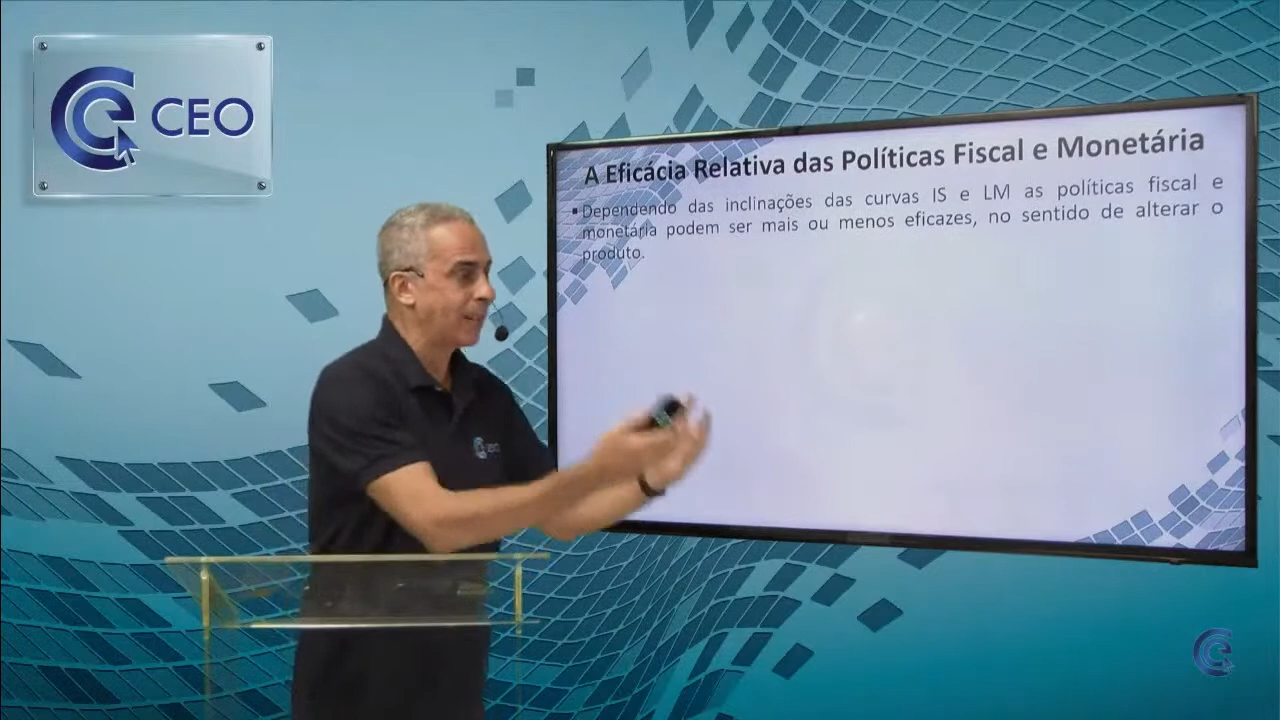 CEO
A Eficácia Relativa das Políticas Fiscal e Monetária
▪ Dependendo das inclinações das curvas IS e LM as políticas fiscal e
monetária podem ser mais ou menos eficazes, no sentido de alterar o
produto.